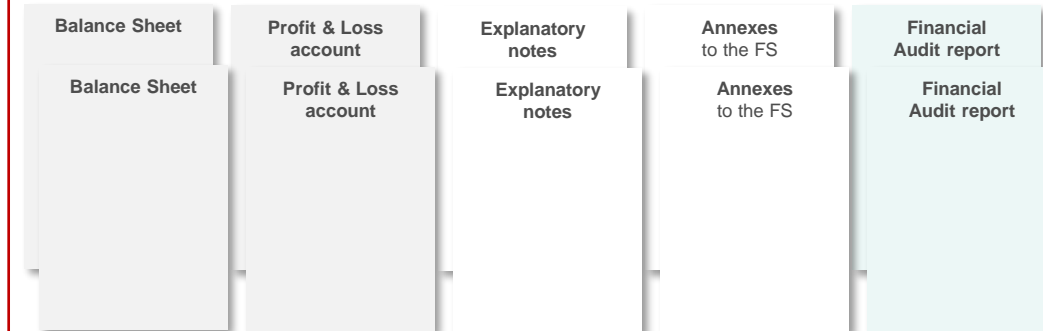 Balance Sheet
Profit & Loss
account
Explanatory
notes
Annexes
to the FS
Financial
Audit report
Balance Sheet
Profit & Loss
account
Explanatory
notes
Annexes
to the FS
Financial
Audit report